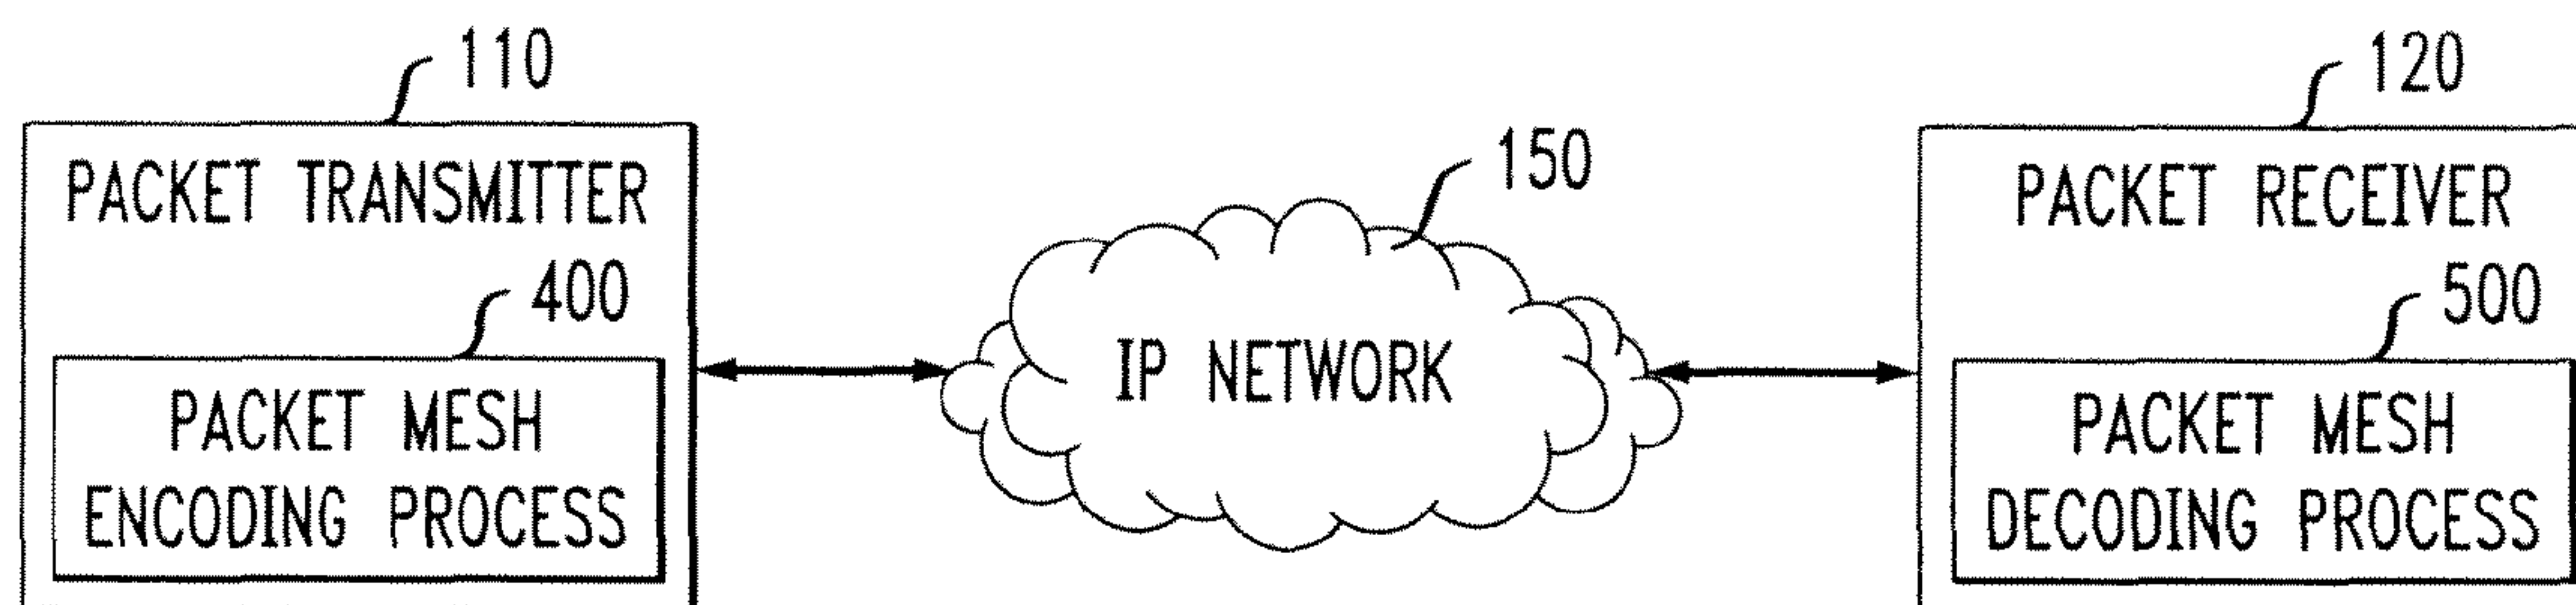 110
PACKET TRANSMITTER
400
PACKET MESH
ENCODING PROCESS
150
IP NETWORK
120
PACKET RECEIVER
500
PACKET MESH
DECODING PROCESS